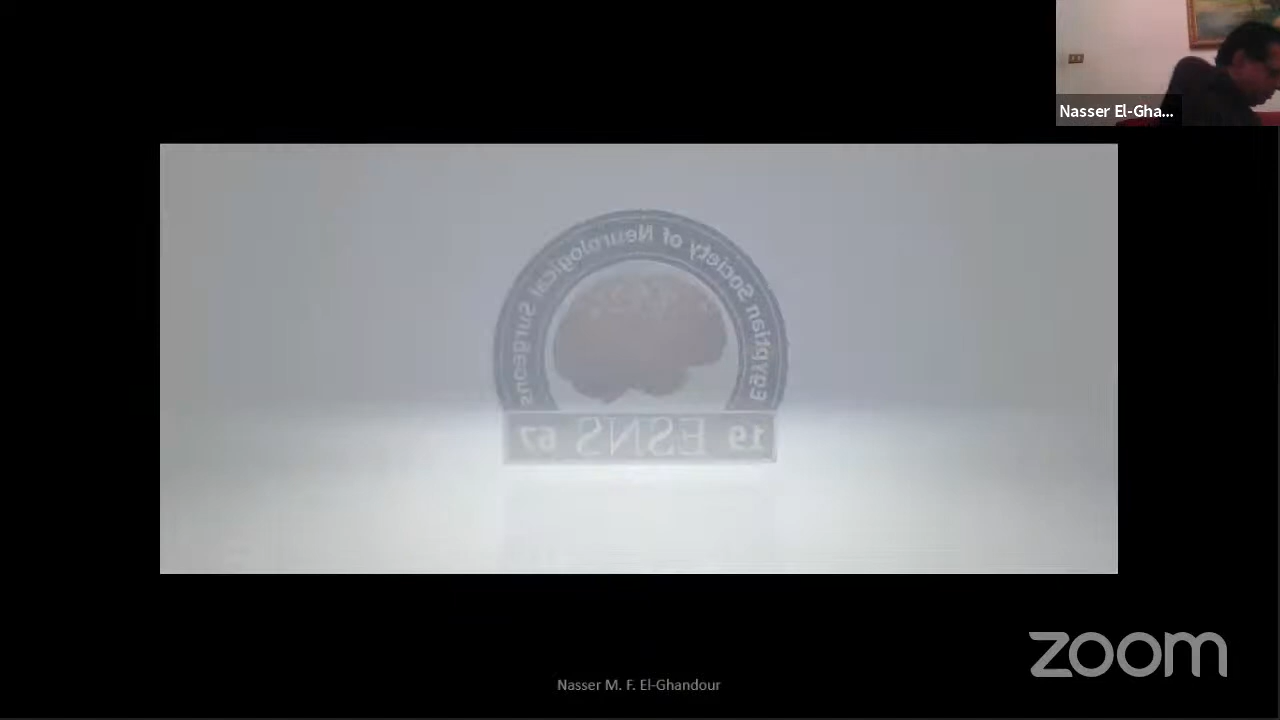 Nasser El-Gha...
Egyptian Society of Neurological Surgeons
19 ESNS 67
Nasser M. F. El-Ghandour
zoom